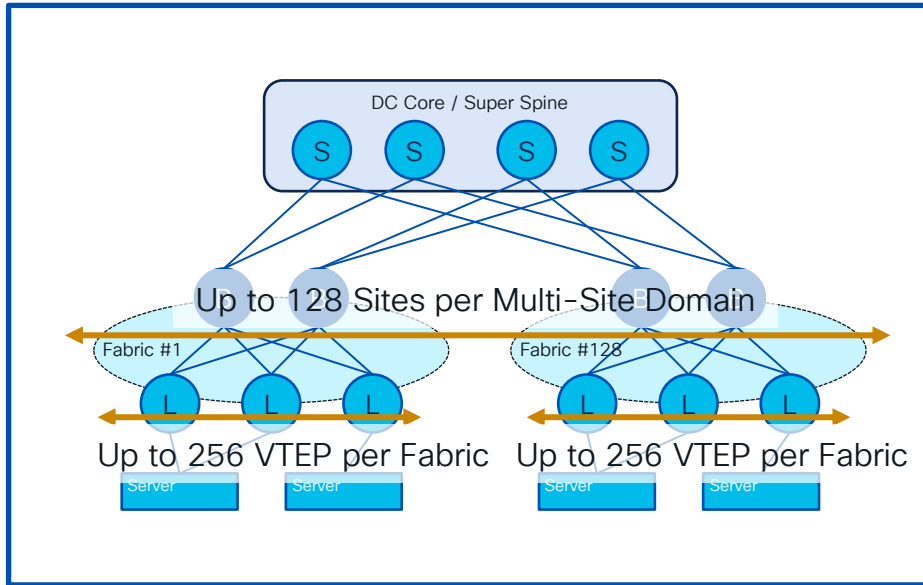 DC Core / Super Spine
S S S S
B B B B
Up to 128 Sites per Multi-Site Domain
Fabric #1 Fabric #128
L L L L L L
Up to 256 VTEP per Fabric Up to 256 VTEP per Fabric
Server Server Server Server